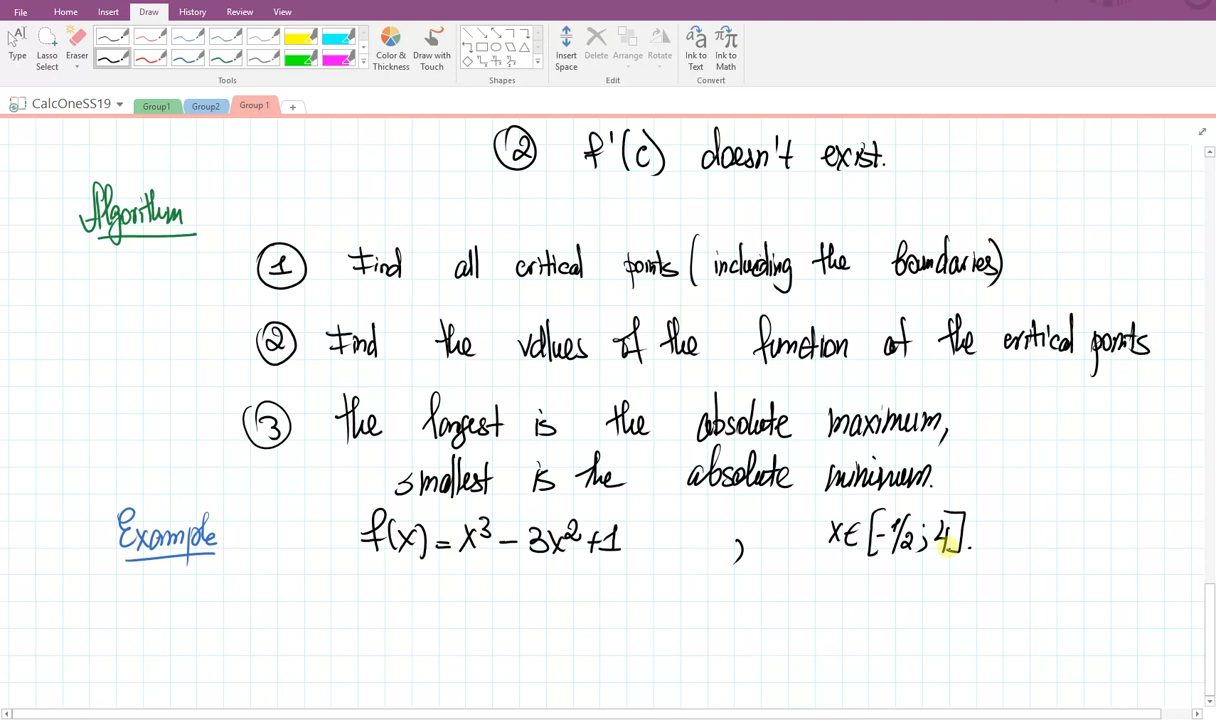 File Home Insert Draw History Review View
Type Lasso Select Eraser Color & Thickness Draw with Touch Insert Space Delete Arrange Rotate Ink to Text Ink to Math
Tools Shapes Edit Convert
CalcOneSS19 Group1 Group2 Group 1
② f'(c) doesn't exist.
Algorithm
① Find all critical points (including the boundaries)
② Find the values of the function at the critical points
③ the largest is the absolute maximum,
smallest is the absolute minimum.
Example f(x) = x³ − 3x² + 1 , x ∈ [-1/2 ; 4].